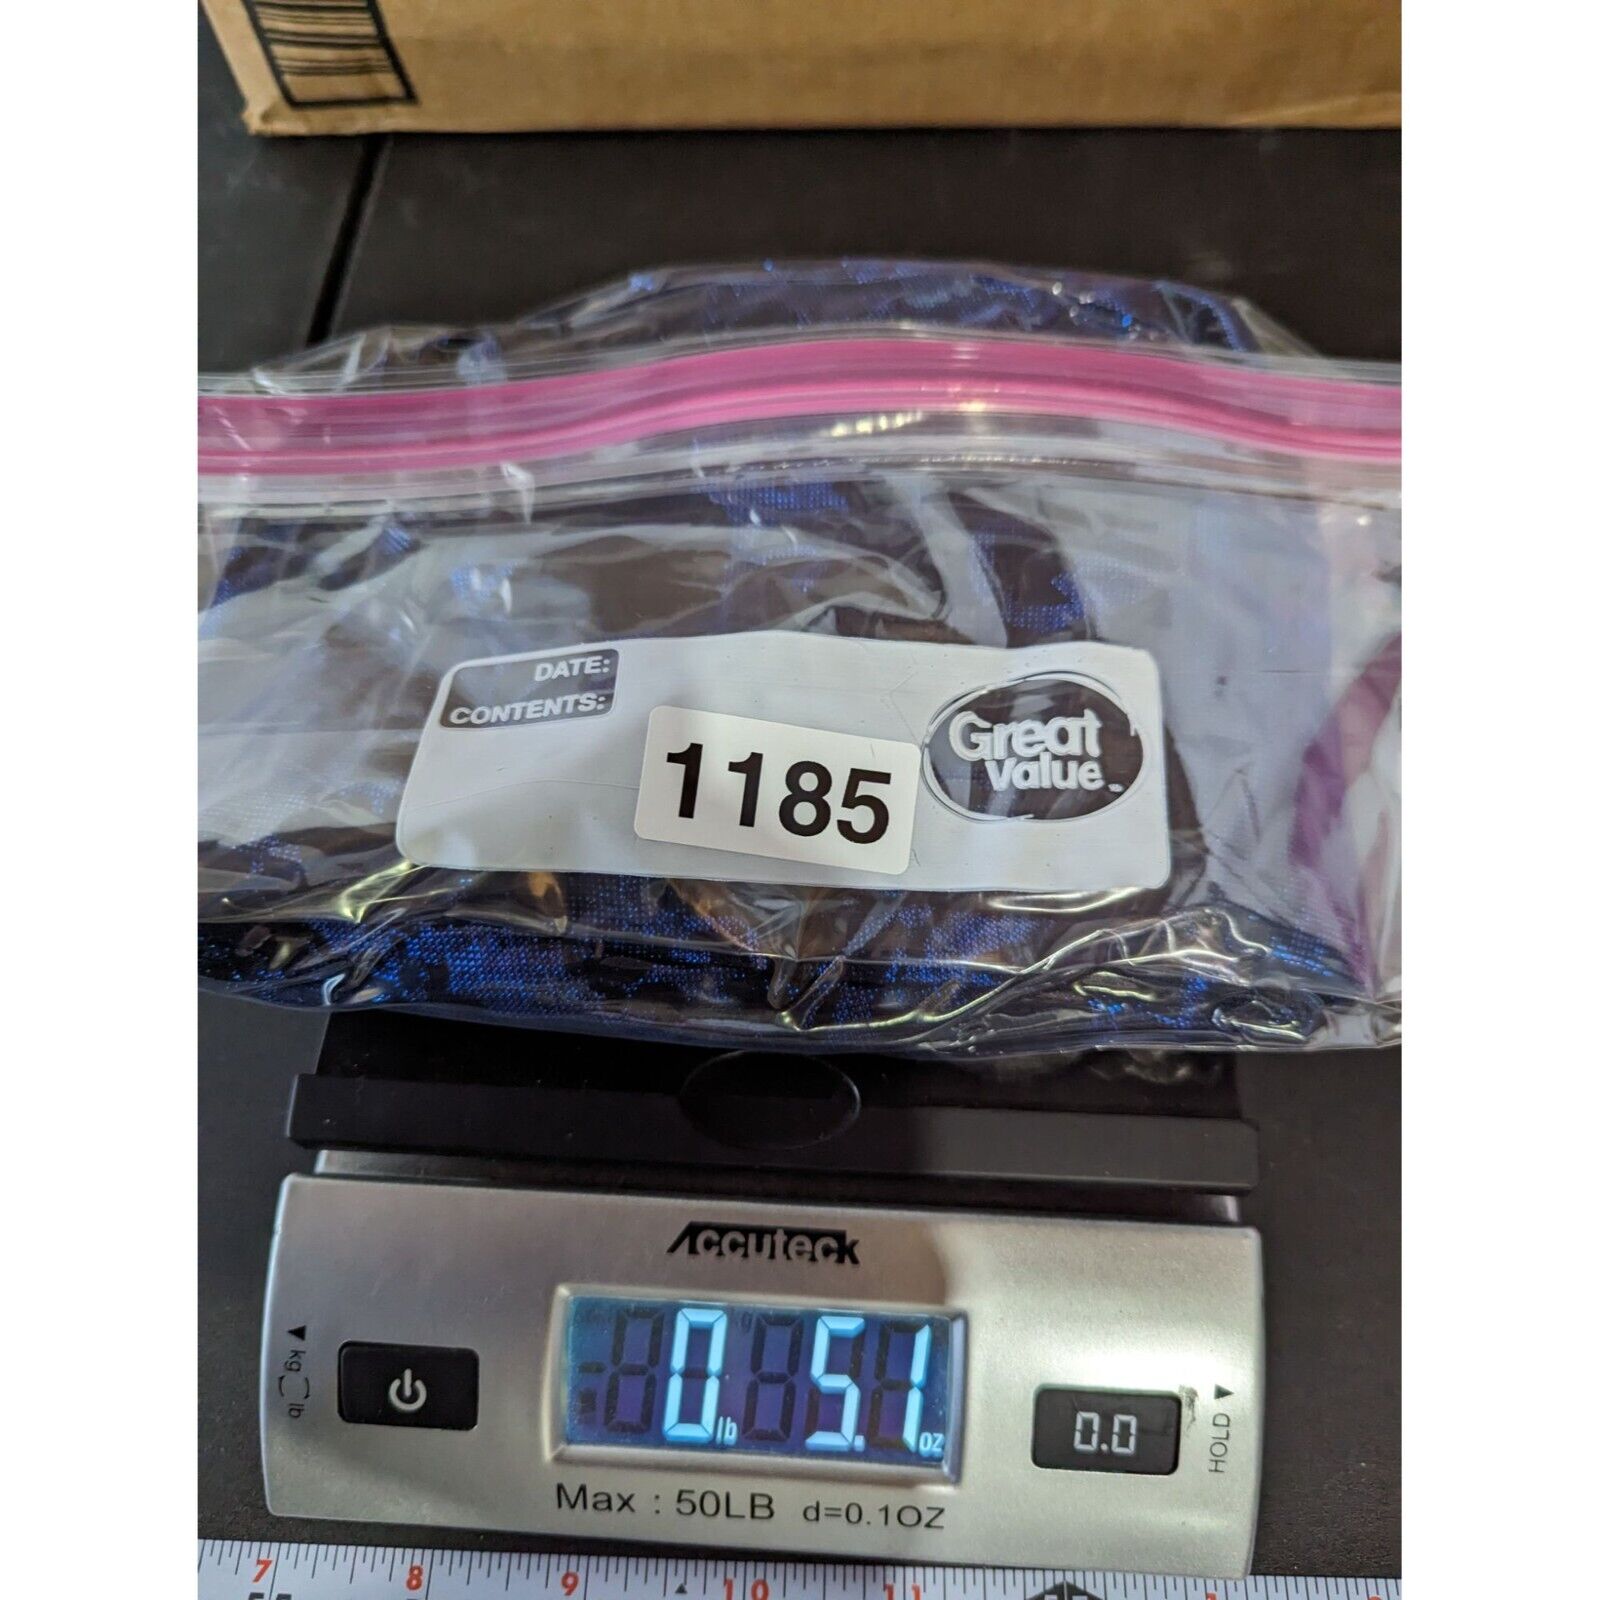 DATE:
CONTENTS:
1185
Great
Value™
Accuteck
kg lb
0 lb 5.1 oz
0.0
HOLD
Max : 50LB d=0.1OZ
7 8 9 10 11